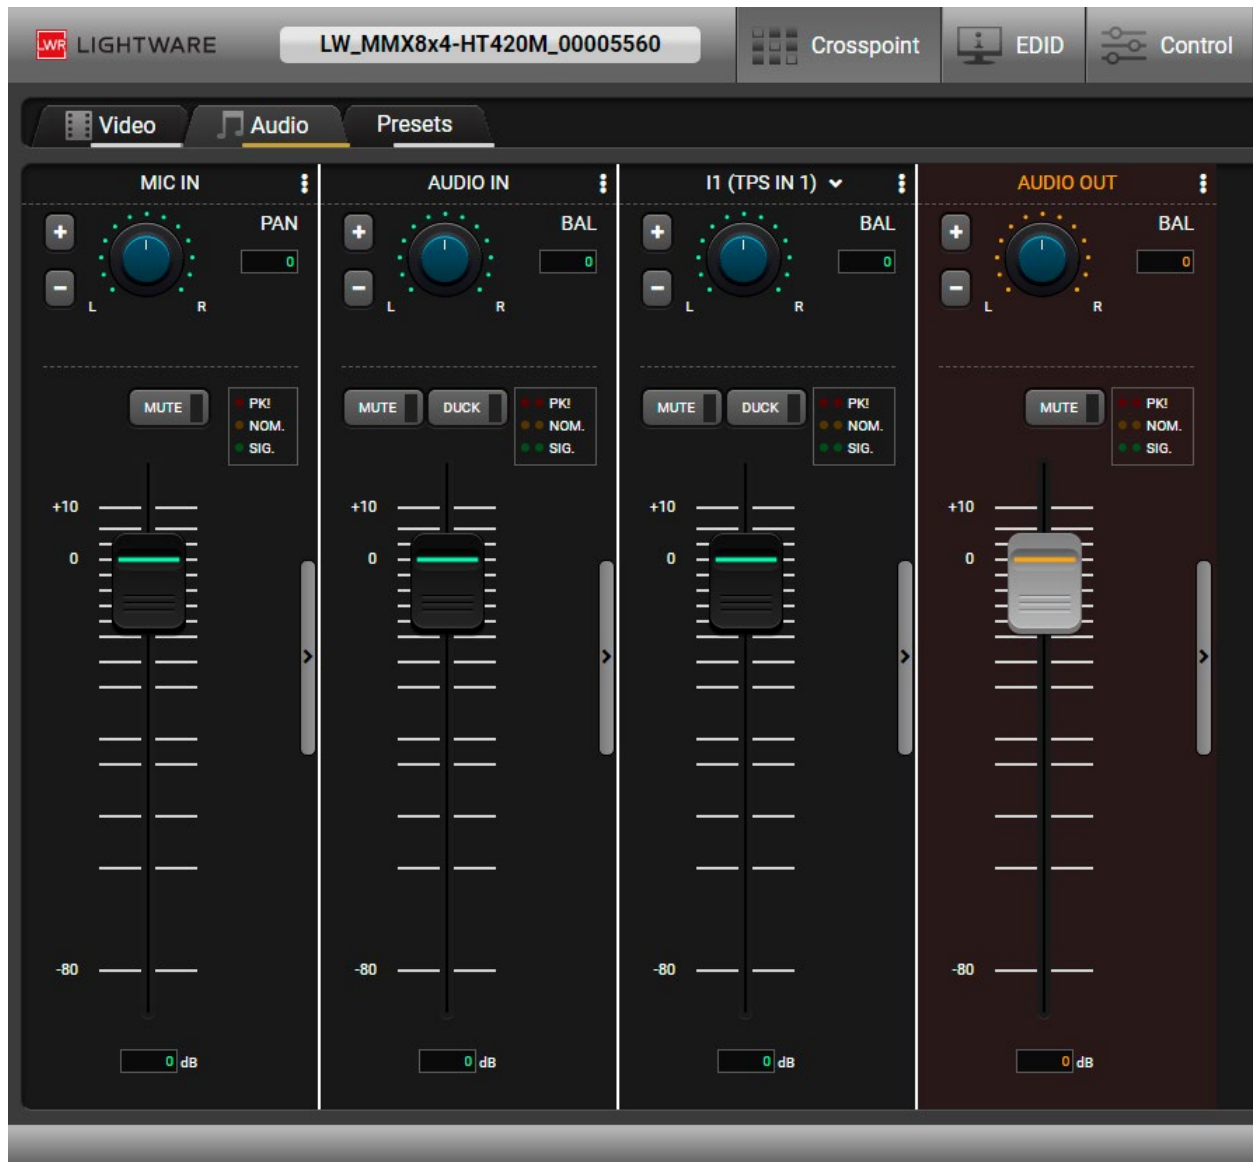 LWR LIGHTWARE LW_MMX8x4-HT420M_00005560 Crosspoint EDID Control
Video Audio Presets
MIC IN
PAN
0
L R
MUTE
PK!
NOM.
SIG.
+10
0
-80
0 dB
AUDIO IN
BAL
0
L R
MUTE DUCK
PK!
NOM.
SIG.
+10
0
-80
0 dB
I1 (TPS IN 1)
BAL
0
L R
MUTE DUCK
PK!
NOM.
SIG.
+10
0
-80
0 dB
AUDIO OUT
BAL
0
L R
MUTE
PK!
NOM.
SIG.
+10
0
-80
0 dB